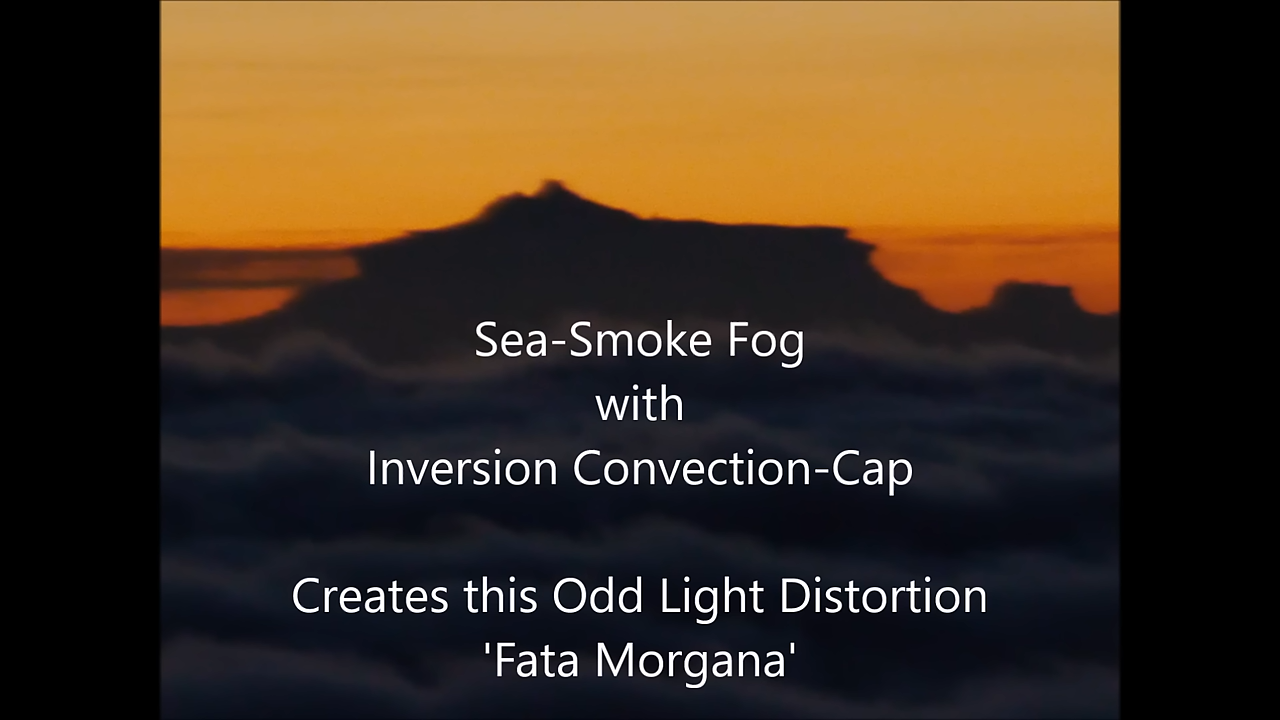 Sea-Smoke Fog
with
Inversion Convection-Cap
Creates this Odd Light Distortion
'Fata Morgana'